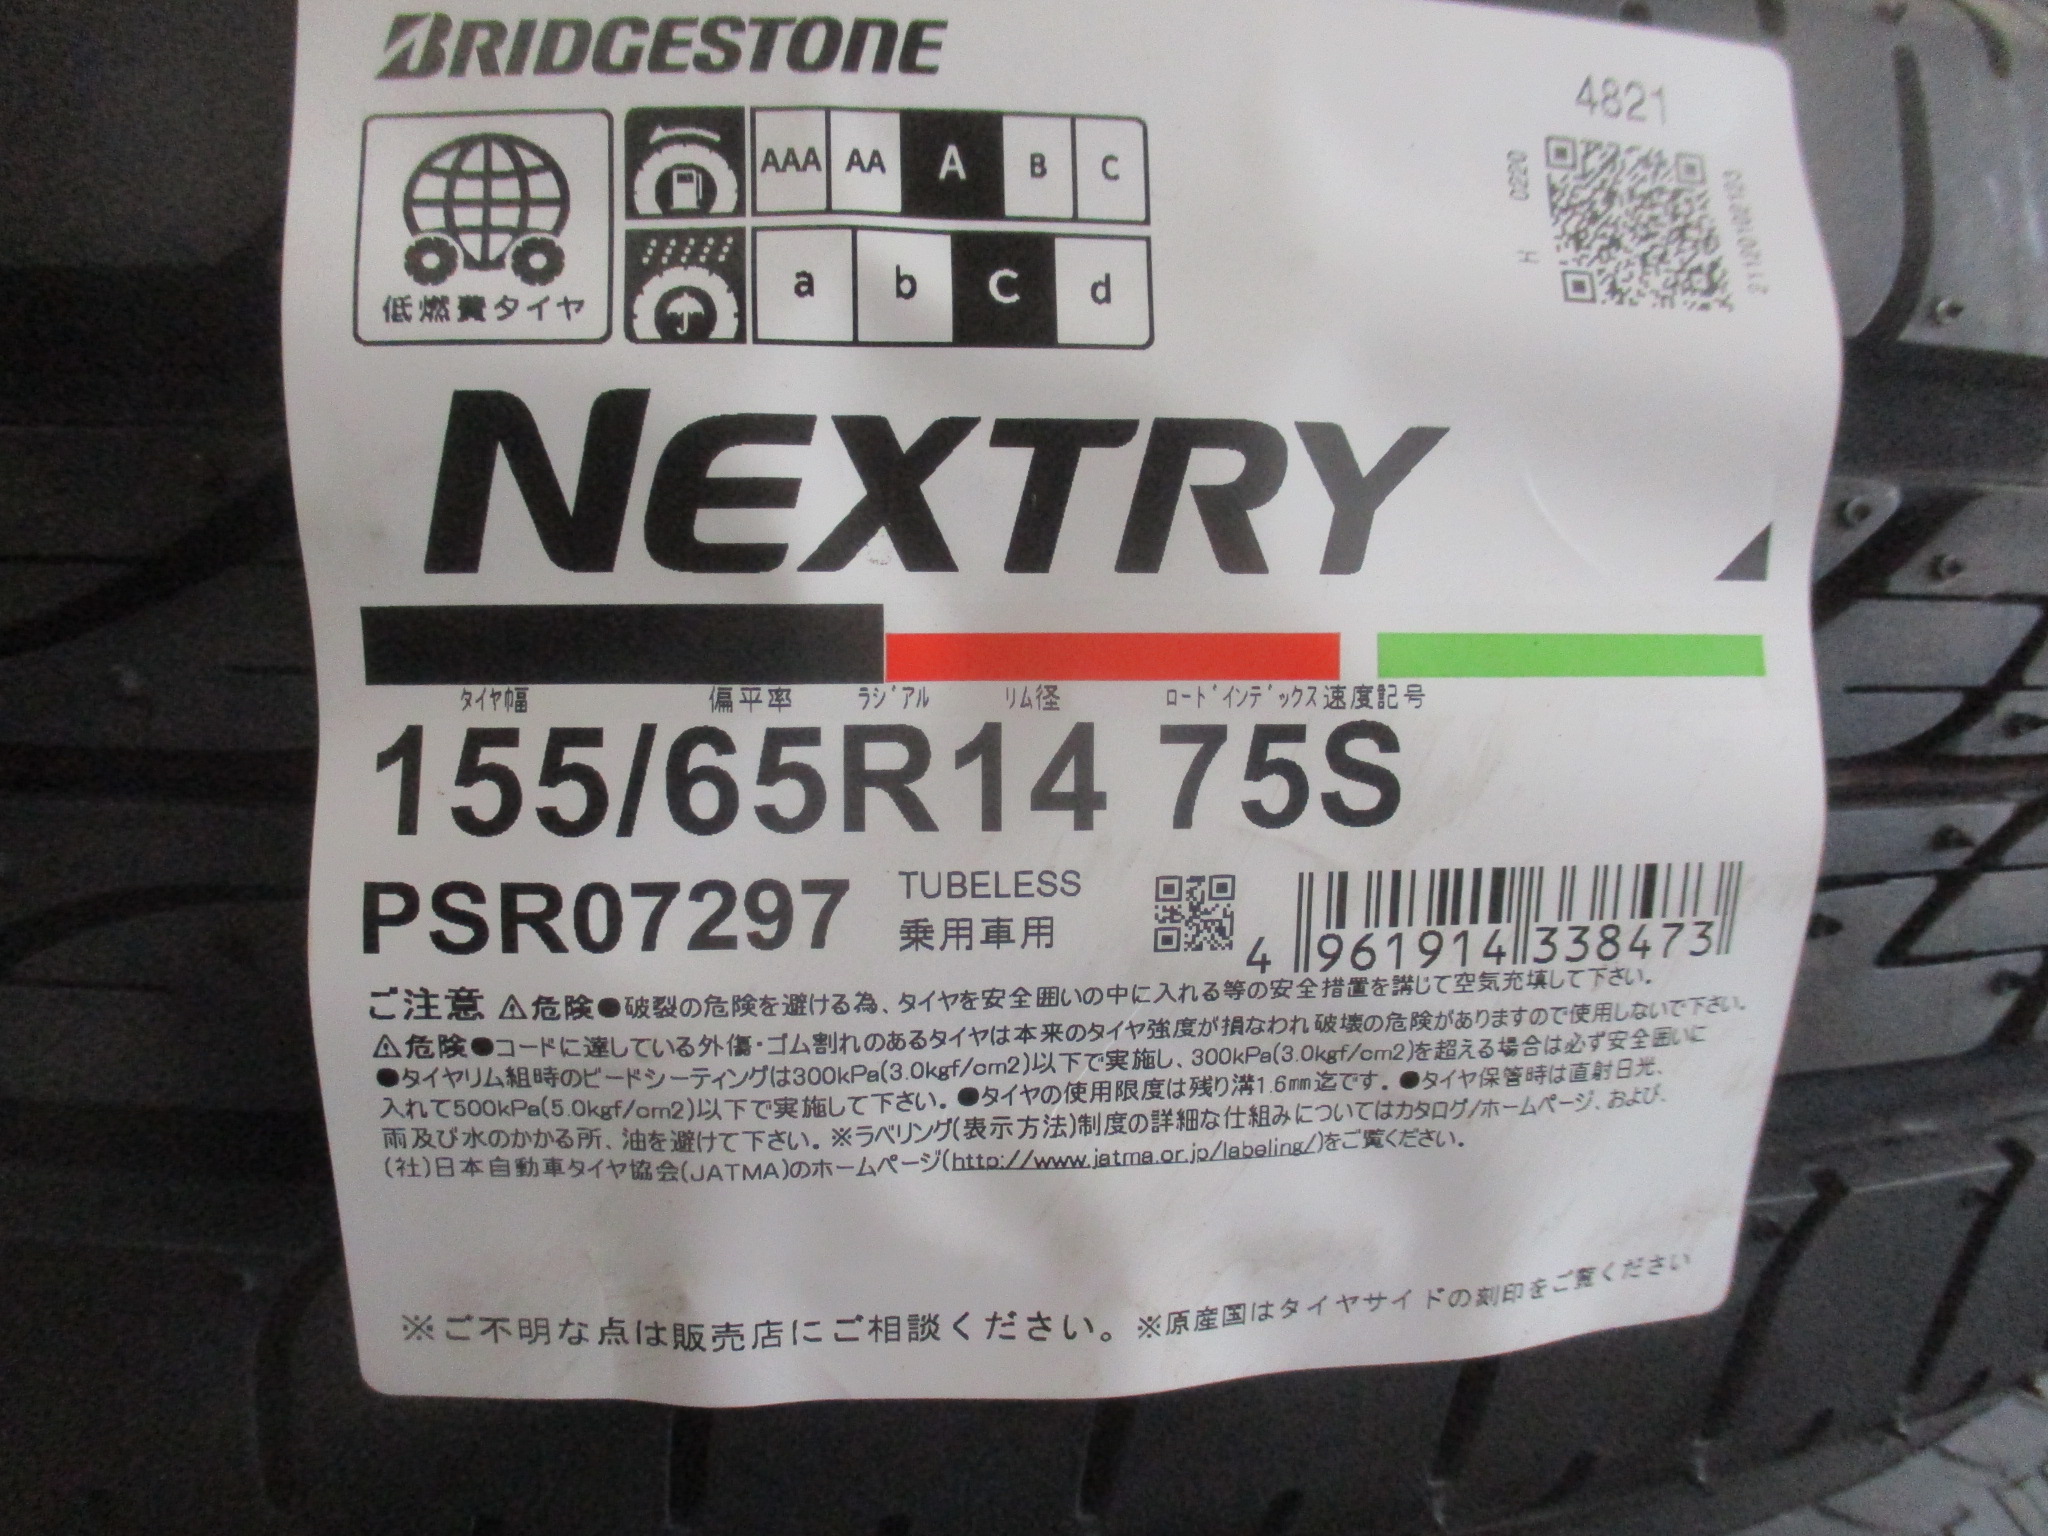 BRIDGESTONE
4821
0220
H
低燃費タイヤ
AAA AA A B C
a b c d
NEXTRY
タイヤ幅 偏平率 ラジアル リム径 ロードインデックス 速度記号
155/65R14 75S
PSR07297
TUBELESS
乗用車用
4 961914 338473
ご注意 ⚠危険●破裂の危険を避ける為、タイヤを安全囲いの中に入れる等の安全措置を講じて空気充填して下さい。
⚠危険●コードに達している外傷・ゴム割れのあるタイヤは本来のタイヤ強度が損なわれ破壊の危険がありますので使用しないで下さい。
●タイヤリム組時のビードシーティングは300kPa(3.0kgf/cm2)以下で実施し、300kPa(3.0kgf/cm2)を超える場合は必ず安全囲いに
入れて500kPa(5.0kgf/cm2)以下で実施して下さい。●タイヤの使用限度は残り溝1.6mm迄です。●タイヤ保管時は直射日光、
雨及び水のかかる所、油を避けて下さい。※ラベリング(表示方法)制度の詳細な仕組みについてはカタログ/ホームページ、および、
(社)日本自動車タイヤ協会(JATMA)のホームページ(http://www.jatma.or.jp/labeling/)をご覧ください。
※ご不明な点は販売店にご相談ください。※原産国はタイヤサイドの刻印をご覧ください